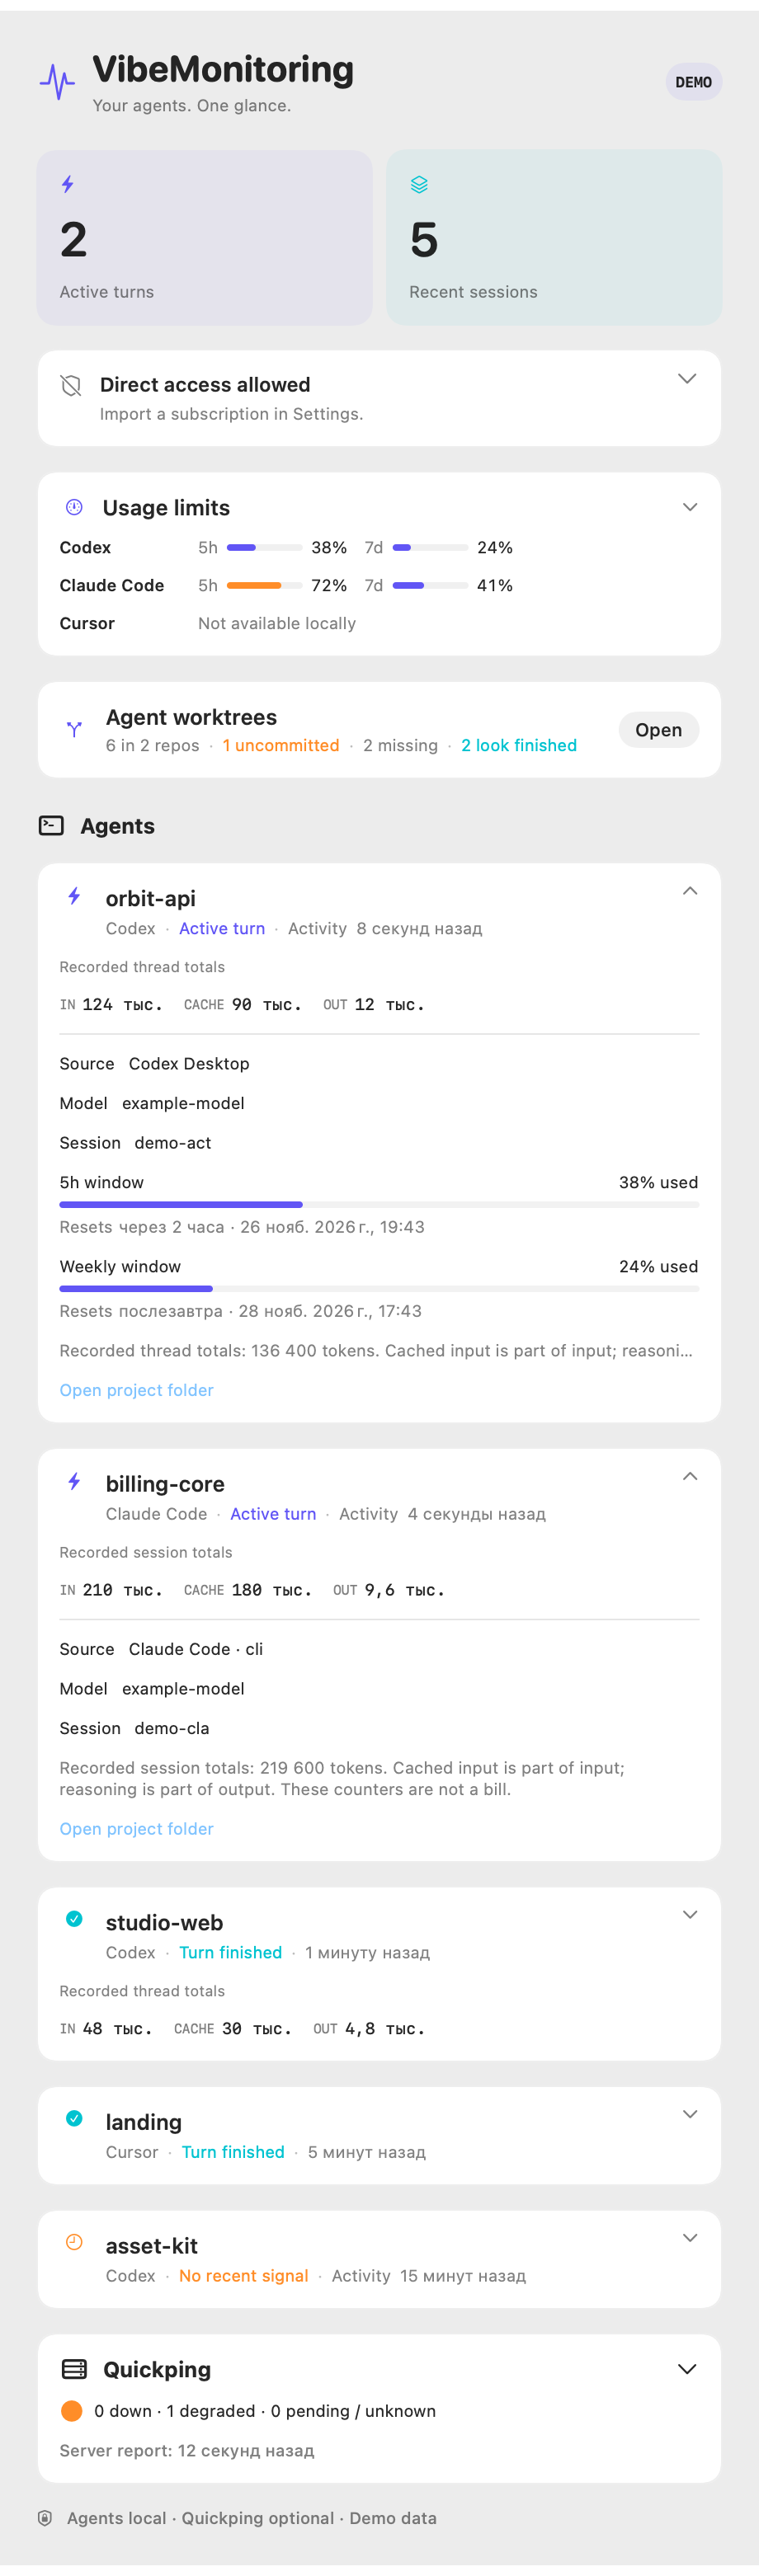 VibeMonitoring
Your agents. One glance.
DEMO
2
Active turns
5
Recent sessions
Direct access allowed
Import a subscription in Settings.
Usage limits
Codex 5h 38% 7d 24%
Claude Code 5h 72% 7d 41%
Cursor Not available locally
Agent worktrees
6 in 2 repos · 1 uncommitted · 2 missing · 2 look finished
Open
Agents
orbit-api
Codex · Active turn · Activity 8 секунд назад
Recorded thread totals
IN 124 тыс. CACHE 90 тыс. OUT 12 тыс.
Source Codex Desktop
Model example-model
Session demo-act
5h window 38% used
Resets через 2 часа · 26 нояб. 2026 г., 19:43
Weekly window 24% used
Resets послезавтра · 28 нояб. 2026 г., 17:43
Recorded thread totals: 136 400 tokens. Cached input is part of input; reasoni...
Open project folder
billing-core
Claude Code · Active turn · Activity 4 секунды назад
Recorded session totals
IN 210 тыс. CACHE 180 тыс. OUT 9,6 тыс.
Source Claude Code · cli
Model example-model
Session demo-cla
Recorded session totals: 219 600 tokens. Cached input is part of input;
reasoning is part of output. These counters are not a bill.
Open project folder
studio-web
Codex · Turn finished · 1 минуту назад
Recorded thread totals
IN 48 тыс. CACHE 30 тыс. OUT 4,8 тыс.
landing
Cursor · Turn finished · 5 минут назад
asset-kit
Codex · No recent signal · Activity 15 минут назад
Quickping
0 down · 1 degraded · 0 pending / unknown
Server report: 12 секунд назад
Agents local · Quickping optional · Demo data